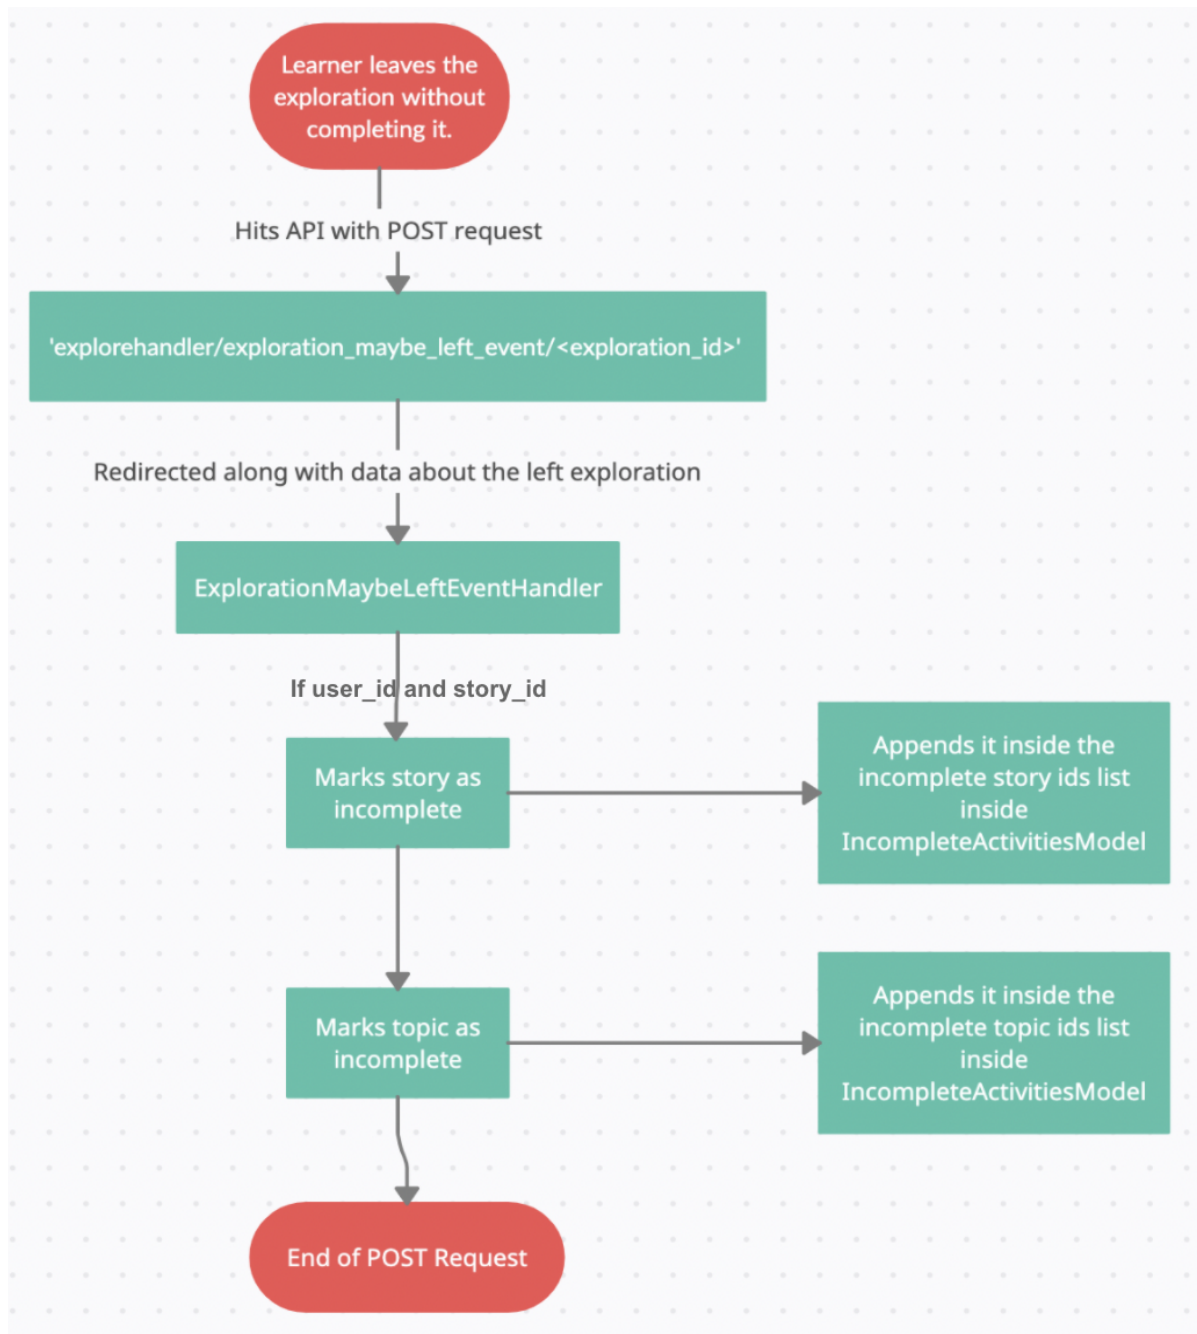 Learner leaves the
exploration without
completing it.
Hits API with POST request
'explorehandler/exploration_maybe_left_event/<exploration_id>'
Redirected along with data about the left exploration
ExplorationMaybeLeftEventHandler
If user_id and story_id
Marks story as
incomplete
Appends it inside the
incomplete story ids list
inside
IncompleteActivitiesModel
Marks topic as
incomplete
Appends it inside the
incomplete topic ids list
inside
IncompleteActivitiesModel
End of POST Request